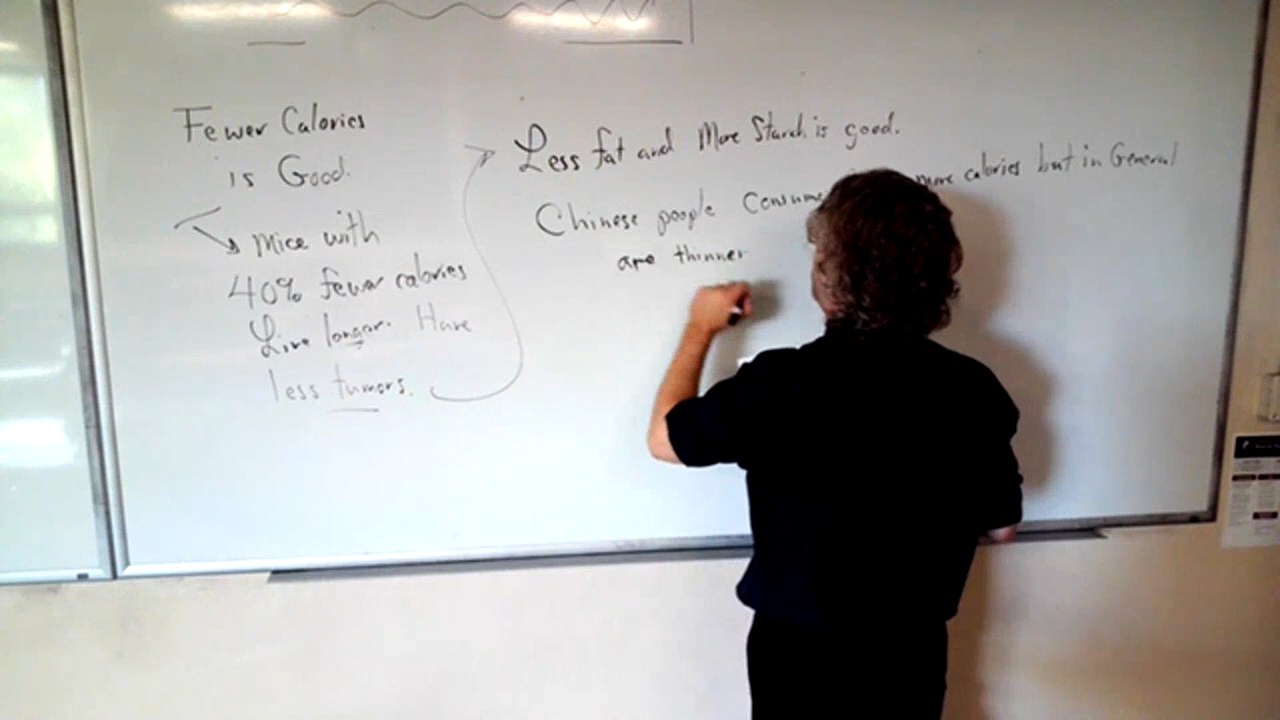 Fewer Calories
is Good.
mice with
40% fewer calories
Live longer. Have
less tumors.
Less fat and More Starch is good.
Chinese people consume more calories but in General
are thinner